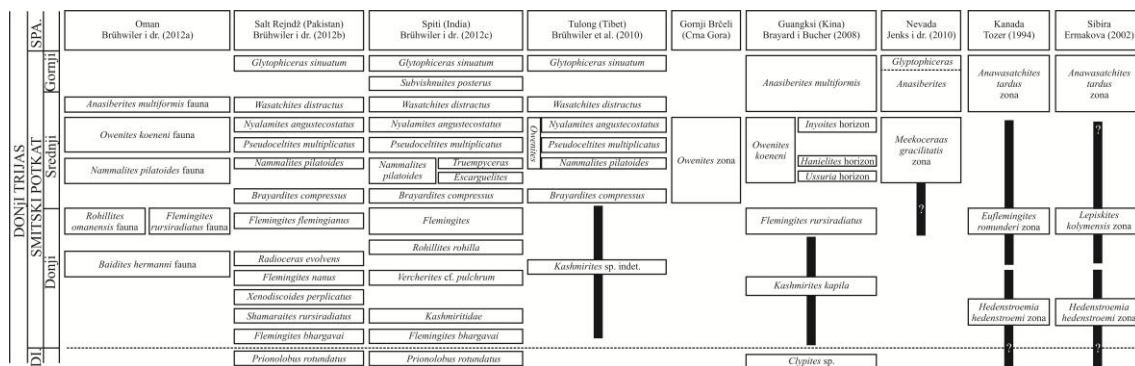 DONJI TRIJAS
SMITSKI POTKAT
SPA.
Gornji
Srednji
Donji
DI.
Oman
Brühwiler i dr. (2012a)
Anasiberites multiformis fauna
Owenites koeneni fauna
Nammalites pilatoides fauna
Rohillites
omanensis fauna
Flemingites
rursiradiatus fauna
Baidites hermanni fauna
Salt Rejndž (Pakistan)
Brühwiler i dr. (2012b)
Glytophiceras sinuatum
Wasatchites distractus
Nyalamites angustecostatus
Pseudoceltites multiplicatus
Nammalites pilatoides
Brayardites compressus
Flemingites flemingianus
Radioceras evolvens
Flemingites nanus
Xenodiscoides perplicatus
Shamaraites rursiradiatus
Flemingites bhargavai
Prionolobus rotundatus
Spiti (India)
Brühwiler i dr. (2012c)
Glytophiceras sinuatum
Subvishnuites posterus
Wasatchites distractus
Nyalamites angustecostatus
Pseudoceltites multiplicatus
Nammalites
pilatoides
Truempyceras
Escarguelites
Brayardites compressus
Flemingites
Rohillites rohilla
Vercherites cf. pulchrum
Kashmiritidae
Flemingites bhargavai
Prionolobus rotundatus
Tulong (Tibet)
Brühwiler et al. (2010)
Glytophiceras sinuatum
Wasatchites distractus
Owenites
Nyalamites angustecostatus
Pseudoceltites multiplicatus
Nammalites pilatoides
Brayardites compressus
Kashmirites sp. indet.
Gornji Brčeli
(Crna Gora)
Owenites zona
Guangksi (Kina)
Brayard i Bucher (2008)
Anasiberites multiformis
Owenites
koeneni
Inyoites horizon
Hanielites horizon
Ussuria horizon
Flemingites rursiradiatus
Kashmirites kapila
Clypites sp.
Nevada
Jenks i dr. (2010)
Glyptophiceras
Anasiberites
Meekoceraas
gracilitatis
zona
?
Kanada
Tozer (1994)
Anawasatchites
tardus
zona
Euflemingites
romunderi zona
Hedenstroemia
hedenstroemi zona
?
Sibira
Ermakova (2002)
Anawasatchites
tardus
zona
?
Lepiskites
kolymensis zona
Hedenstroemia
hedenstroemi zona
?